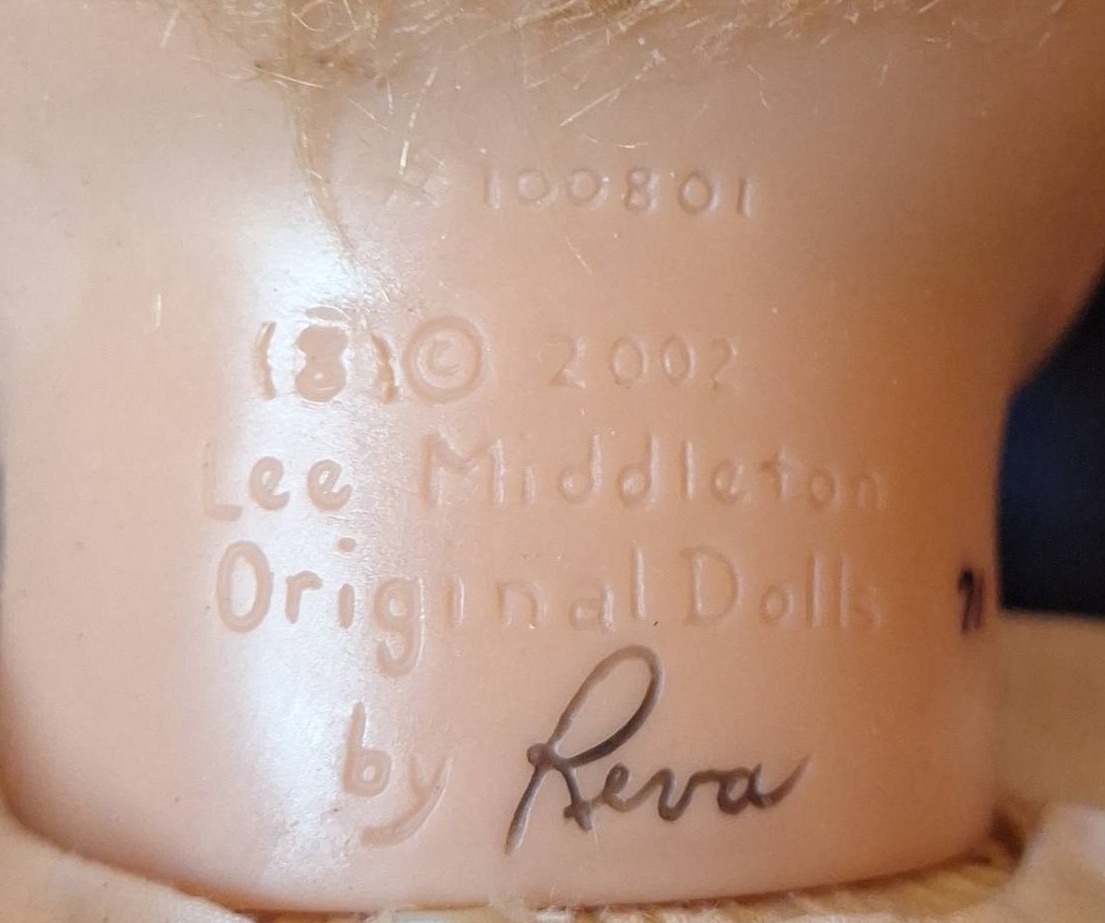 100801
(8)© 2002
Lee Middleton
Original Dolls
by Reva